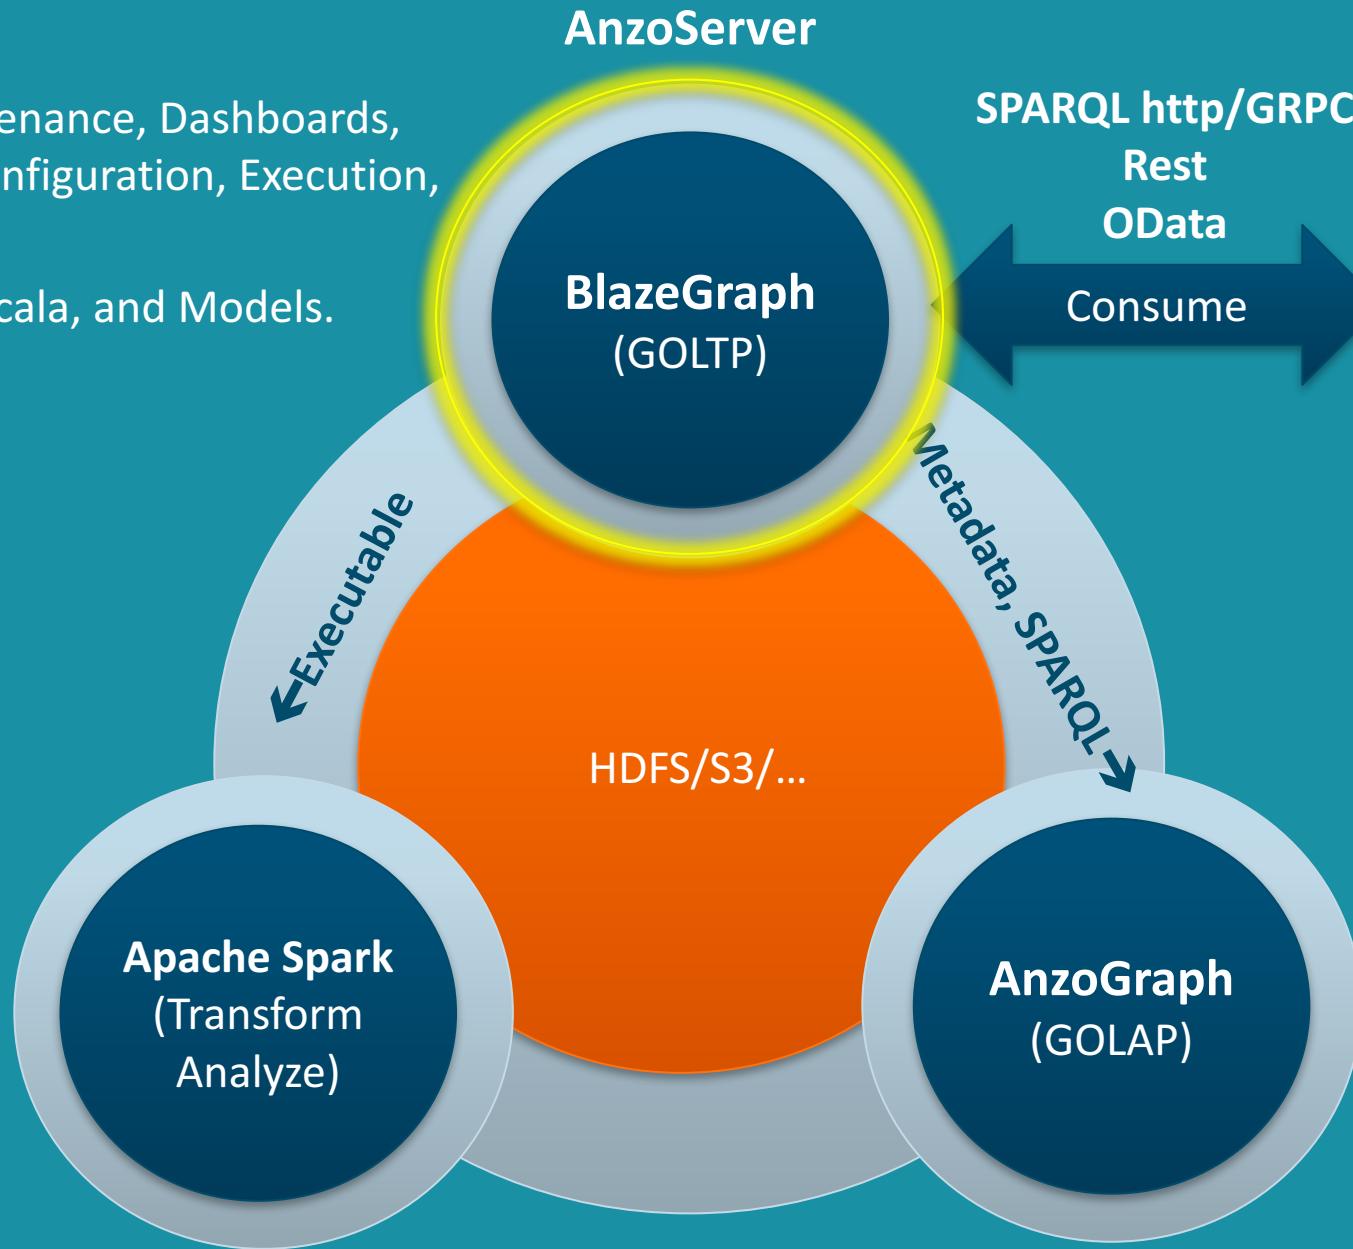 AnzoServer
enance, Dashboards,
nfiguration, Execution,
cala, and Models.
SPARQL http/GRPC
Rest
OData
Consume
BlazeGraph
(GOLTP)
←Executable
Metadata, SPARQL→
HDFS/S3/...
Apache Spark
(Transform
Analyze)
AnzoGraph
(GOLAP)